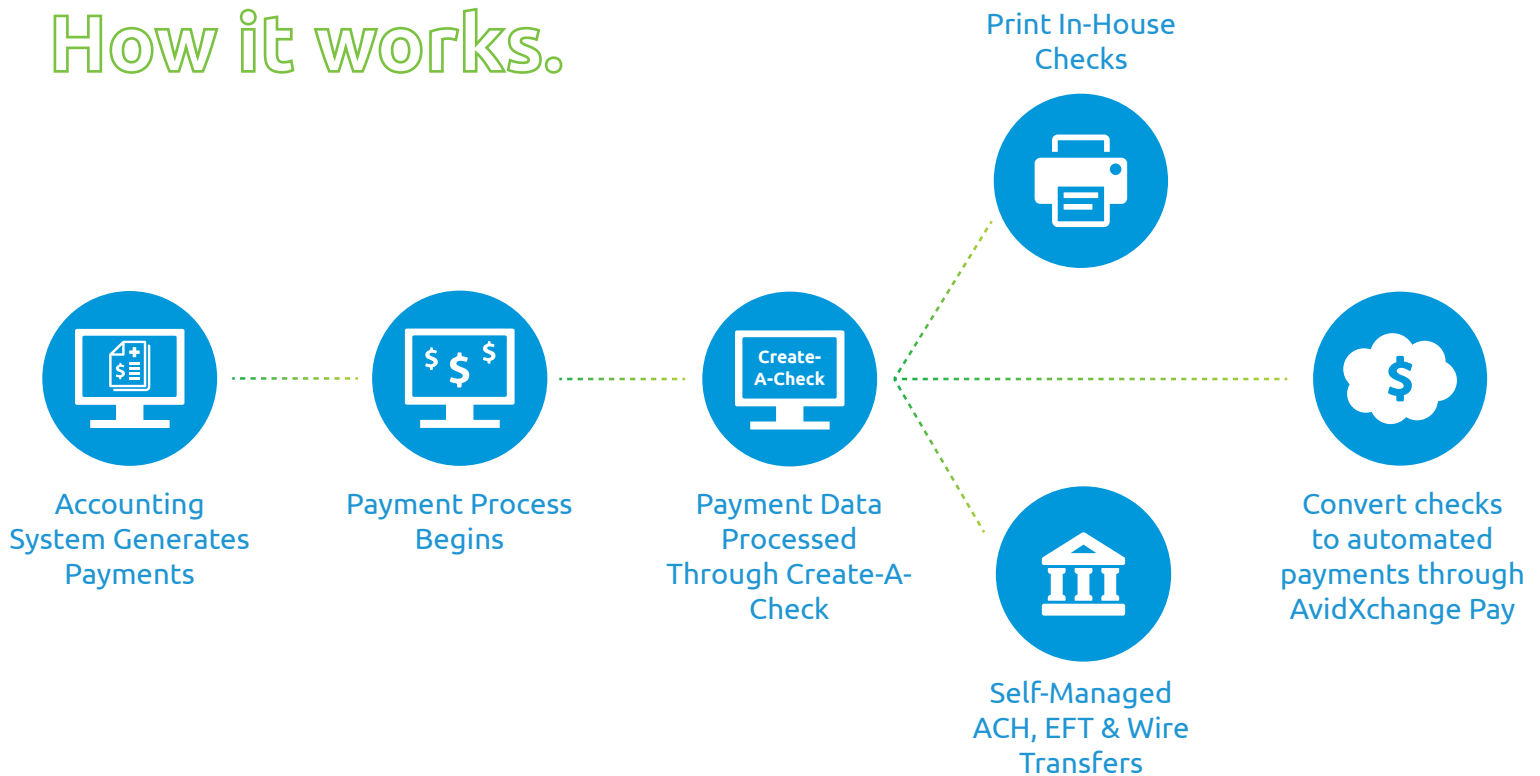 How it works.
Print In-House
Checks
$
$
$
$
Create-
A-Check
$
Accounting
System Generates
Payments
Payment Process
Begins
Payment Data
Processed
Through Create-A-
Check
Convert checks
to automated
payments through
AvidXchange Pay
Self-Managed
ACH, EFT & Wire
Transfers